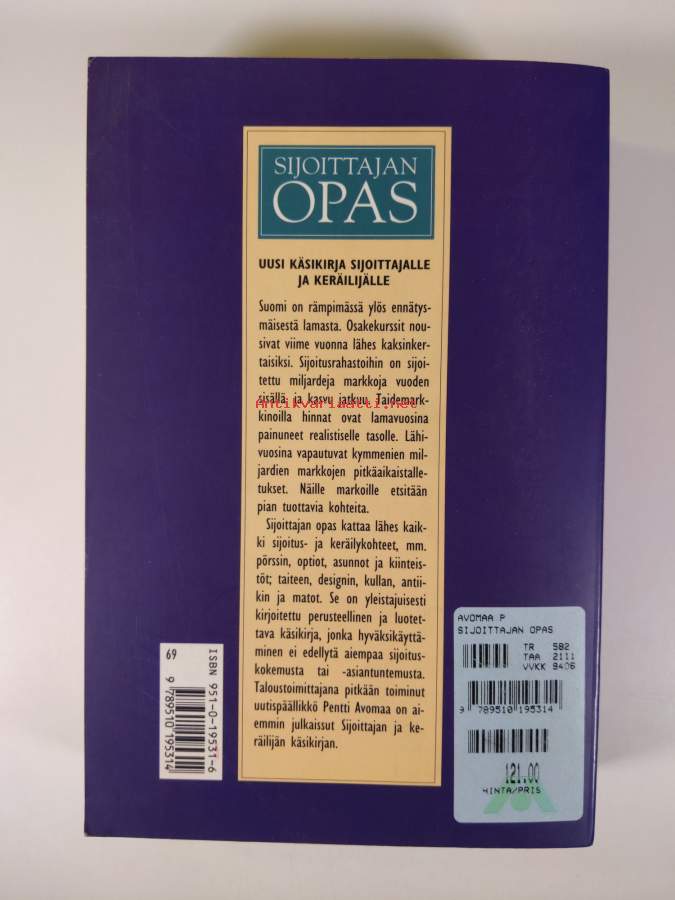 SIJOITTAJAN
OPAS
UUSI KÄSIKIRJA SIJOITTAJALLE
JA KERÄILIJÄLLE
Suomi on rämpimässä ylös ennätys-
mäisestä lamasta. Osakekurssit nou-
sivat viime vuonna lähes kaksinker-
taisiksi. Sijoitusrahastoihin on sijoi-
tettu miljardeja markkoja vuoden
sisällä ja kasvu jatkuu. Taidemark-
Antikvariaatti.net
kinoilla hinnat ovat lamavuosina
painuneet realistiselle tasolle. Lähi-
vuosina vapautuvat kymmenien mil-
jardien markkojen pitkäaikaistalle-
tukset. Näille markoille etsitään
pian tuottavia kohteita.
Sijoittajan opas kattaa lähes kaik-
ki sijoitus- ja keräilykohteet, mm.
pörssin, optiot, asunnot ja kiinteis-
töt; taiteen, designin, kullan, antii-
kin ja matot. Se on yleistajuisesti
kirjoitettu perusteellinen ja luotet-
tava käsikirja, jonka hyväksikäyttä-
minen ei edellytä aiempaa sijoitus-
kokemusta tai -asiantuntemusta.
Taloustoimittajana pitkään toiminut
uutispäällikkö Pentti Avomaa on ai-
emmin julkaissut Sijoittajan ja ke-
räilijän käsikirjan.
69
ISBN 951-0-19531-6
9 789510 195314
AVOMAA P
SIJOITTAJAN OPAS
TR 582
TAA 2111
VVKK 9406
9 789510 195314
121.00
HINTA/PRIS